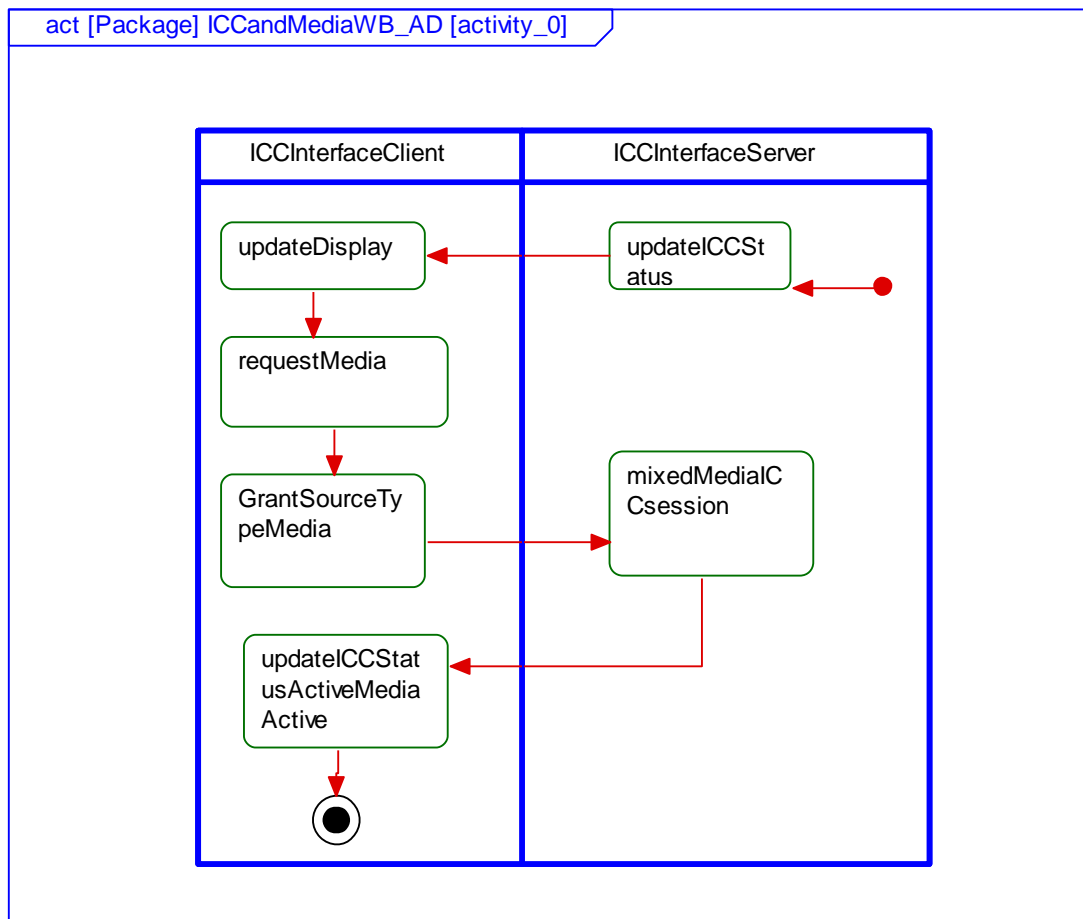 act [Package] ICCandMediaWB_AD [activity_0]
ICCInterfaceClient
ICCInterfaceServer
updateDisplay
updateICCSt
atus
requestMedia
GrantSourceTy
peMedia
mixedMediaIC
Csession
updateICCStat
usActiveMedia
Active